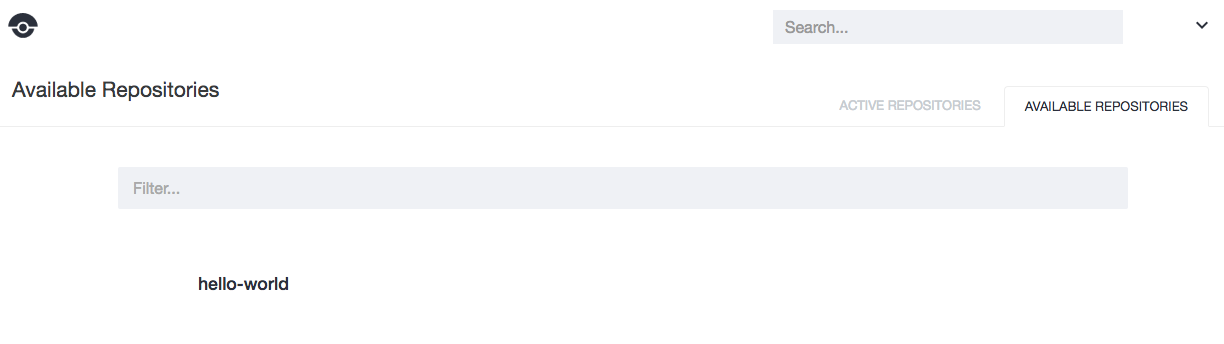 Search...
Available Repositories
ACTIVE REPOSITORIES
AVAILABLE REPOSITORIES
Filter...
hello-world